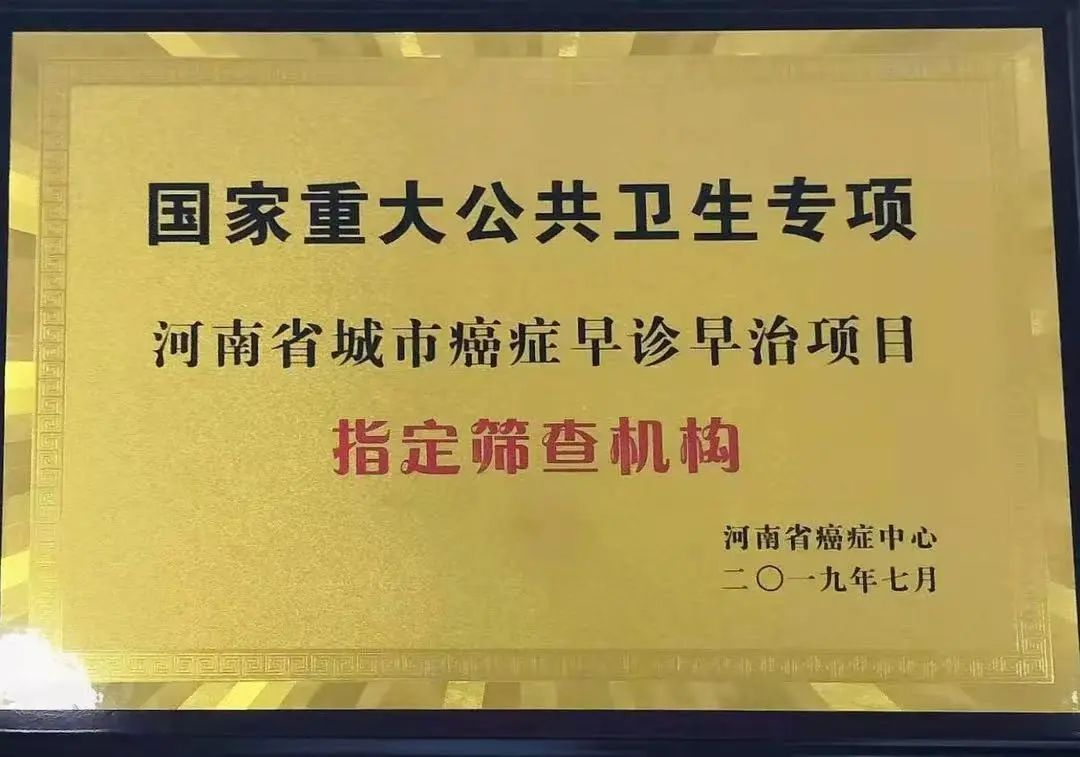 国家重大公共卫生专项
河南省城市癌症早诊早治项目
指定筛查机构
河南省癌症中心
二〇一九年七月